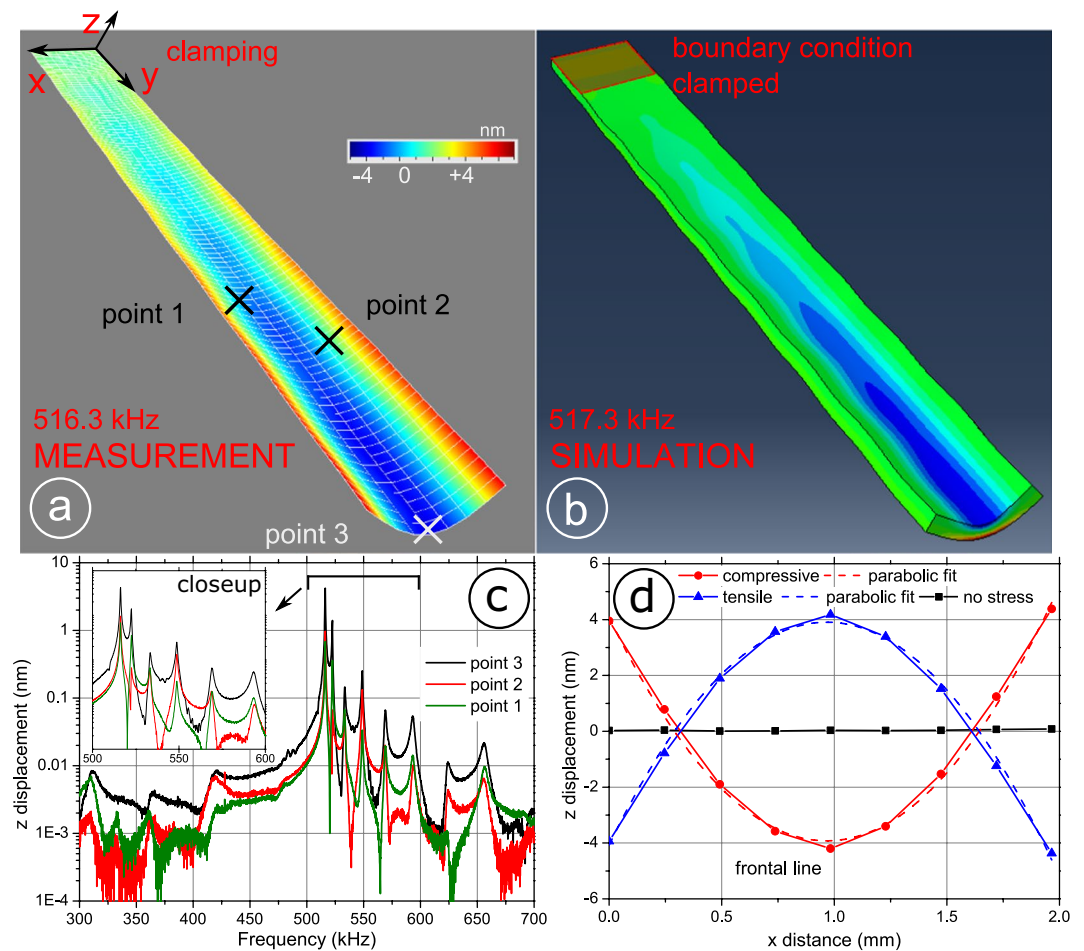 z
x
y
clamping
nm
-4 0 +4
point 1
point 2
516.3 kHz
MEASUREMENT
a
point 3
boundary condition
clamped
517.3 kHz
SIMULATION
b
closeup
c
10
1
0.1
0.01
1E-3
1E-4
z displacement (nm)
500 550 600
point 3
point 2
point 1
300 350 400 450 500 550 600 650 700
Frequency (kHz)
d
compressive parabolic fit
tensile parabolic fit no stress
6
4
2
0
-2
-4
-6
z displacement (nm)
frontal line
0.0 0.5 1.0 1.5 2.0
x distance (mm)